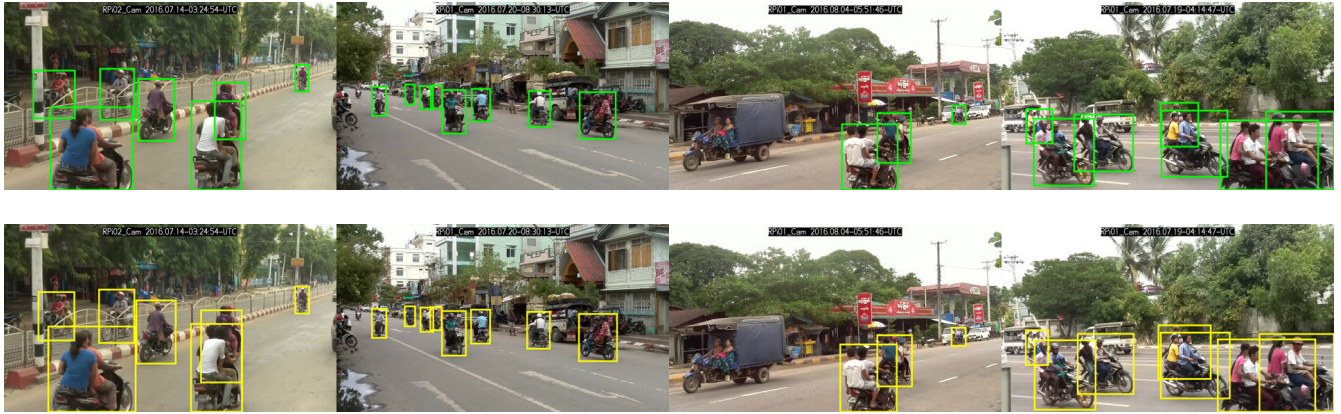 RPi02_Cam 2016.07.14-03:24:54-UTC
RPi01_Cam 2016.07.20-08:30:13-UTC
RPi01_Cam 2016.08.04-05:51:46-UTC
RPi01_Cam 2016.07.19-04:14:47-UTC
RPi02_Cam 2016.07.14-03:24:54-UTC
RPi01_Cam 2016.07.20-08:30:13-UTC
RPi01_Cam 2016.08.04-05:51:46-UTC
RPi01_Cam 2016.07.19-04:14:47-UTC